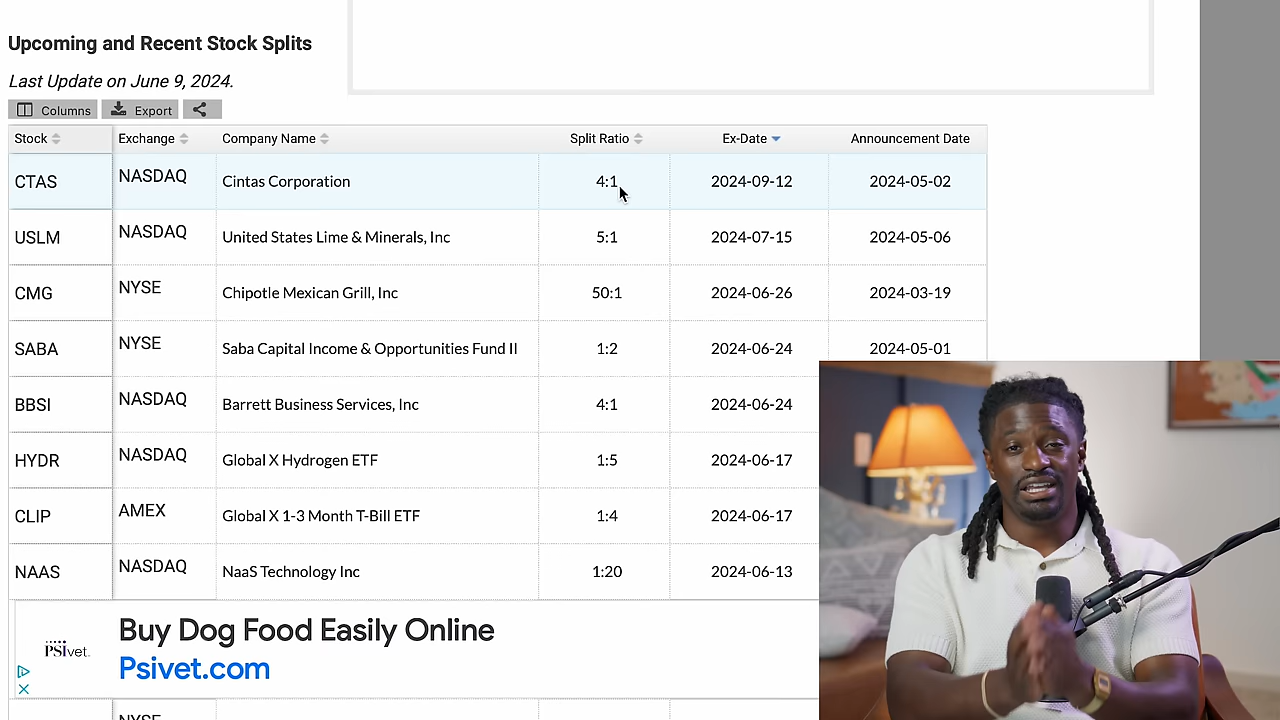 Upcoming and Recent Stock Splits
Last Update on June 9, 2024.
Columns Export
Stock Exchange Company Name Split Ratio Ex-Date Announcement Date
CTAS NASDAQ Cintas Corporation 4:1 2024-09-12 2024-05-02
USLM NASDAQ United States Lime & Minerals, Inc 5:1 2024-07-15 2024-05-06
CMG NYSE Chipotle Mexican Grill, Inc 50:1 2024-06-26 2024-03-19
SABA NYSE Saba Capital Income & Opportunities Fund II 1:2 2024-06-24 2024-05-01
BBSI NASDAQ Barrett Business Services, Inc 4:1 2024-06-24
HYDR NASDAQ Global X Hydrogen ETF 1:5 2024-06-17
CLIP AMEX Global X 1-3 Month T-Bill ETF 1:4 2024-06-17
NAAS NASDAQ NaaS Technology Inc 1:20 2024-06-13
PSIvet.
Buy Dog Food Easily Online
Psivet.com
NYSE